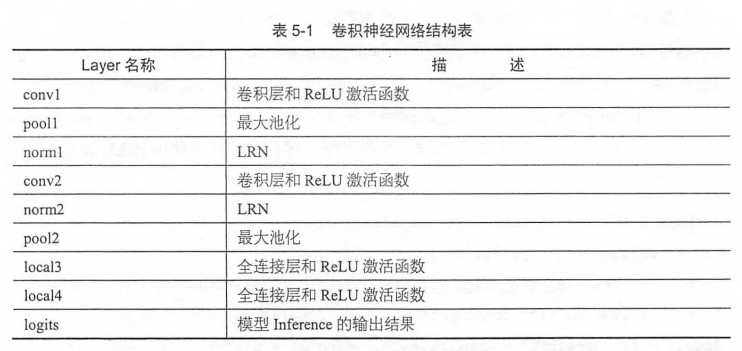 表 5-1 卷积神经网络结构表
Layer 名称 描 述
conv1 卷积层和 ReLU 激活函数
pool1 最大池化
norm1 LRN
conv2 卷积层和 ReLU 激活函数
norm2 LRN
pool2 最大池化
local3 全连接层和 ReLU 激活函数
local4 全连接层和 ReLU 激活函数
logits 模型 Inference 的输出结果